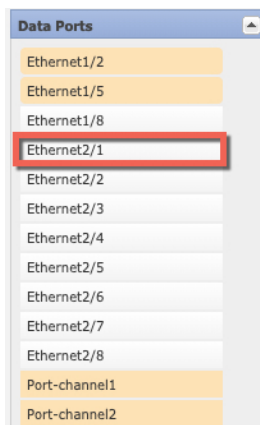 Data Ports
Ethernet1/2
Ethernet1/5
Ethernet1/8
Ethernet2/1
Ethernet2/2
Ethernet2/3
Ethernet2/4
Ethernet2/5
Ethernet2/6
Ethernet2/7
Ethernet2/8
Port-channel1
Port-channel2